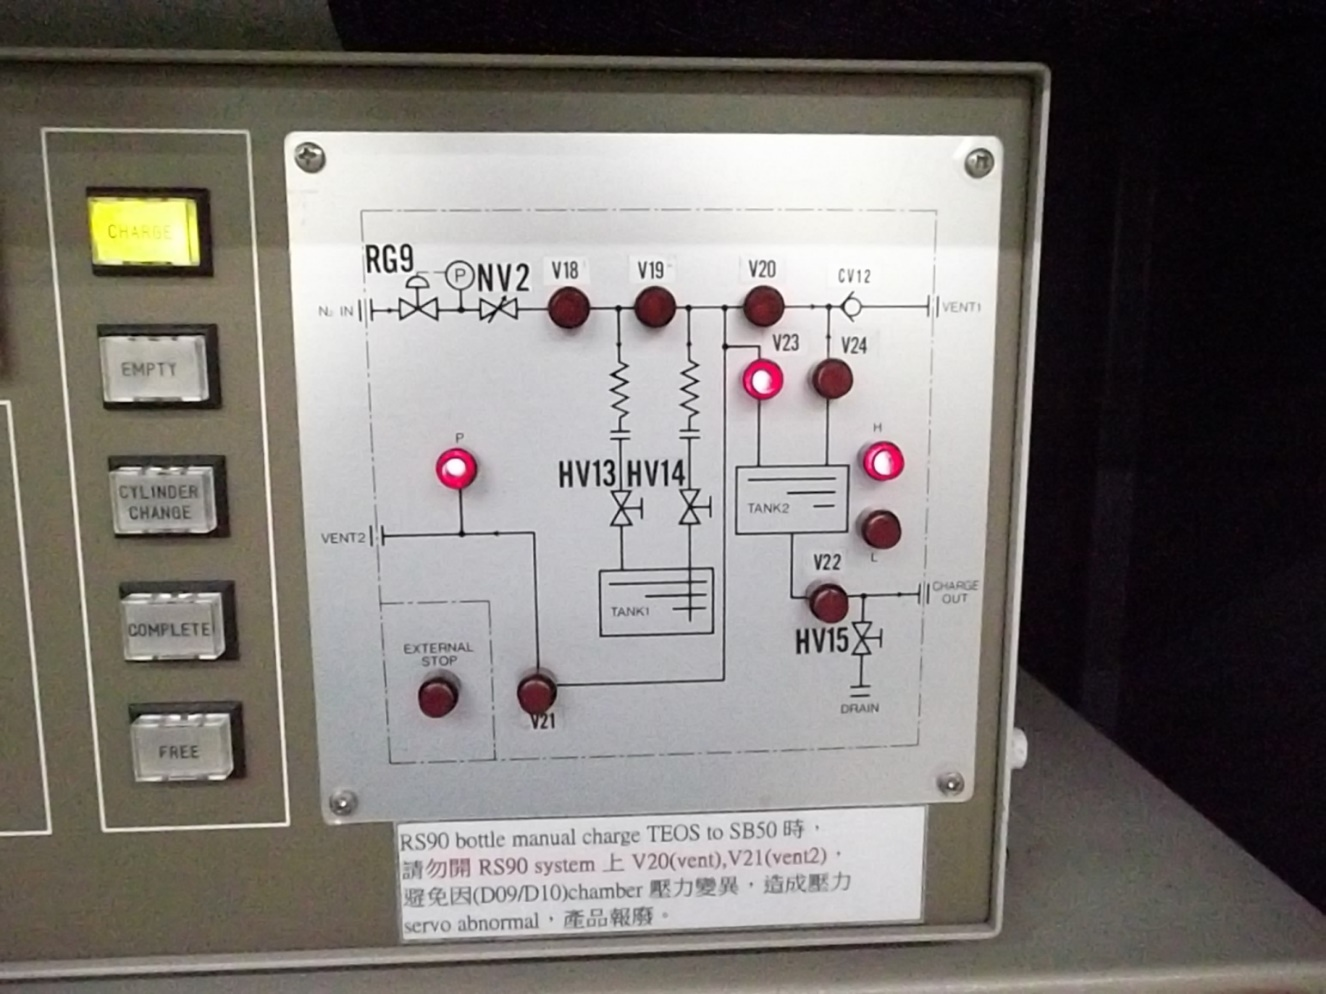 CHARGE
EMPTY
CYLINDER
CHANGE
COMPLETE
FREE
RG9
P
NV2
V18
V19
V20
CV12
N₂ IN
VENT1
V23
V24
P
H
HV13
HV14
TANK2
VENT2
L
V22
CHARGE
OUT
TANK1
HV15
EXTERNAL
STOP
V21
DRAIN
RS90 bottle manual charge TEOS to SB50 時，
請勿開 RS90 system 上 V20(vent),V21(vent2)，
避免因(D09/D10)chamber 壓力變異，造成壓力
servo abnormal，產品報廢。